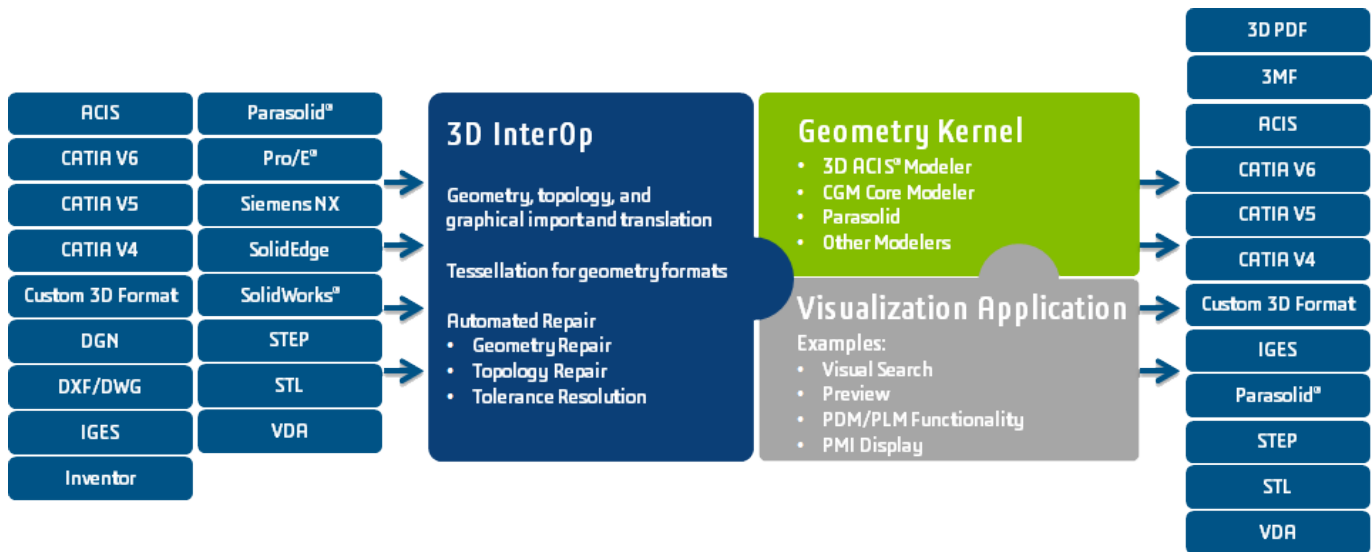 ACIS
CATIA V6
CATIA V5
CATIA V4
Custom 3D Format
DGN
DXF/DWG
IGES
Inventor
Parasolid®
Pro/E®
Siemens NX
SolidEdge
SolidWorks®
STEP
STL
VDA
3D InterOp
Geometry, topology, and
graphical import and translation
Tessellation for geometry formats
Automated Repair
• Geometry Repair
• Topology Repair
• Tolerance Resolution
Geometry Kernel
• 3D ACIS® Modeler
• CGM Core Modeler
• Parasolid
• Other Modelers
Visualization Application
Examples:
• Visual Search
• Preview
• PDM/PLM Functionality
• PMI Display
3D PDF
3MF
ACIS
CATIA V6
CATIA V5
CATIA V4
Custom 3D Format
IGES
Parasolid®
STEP
STL
VDA